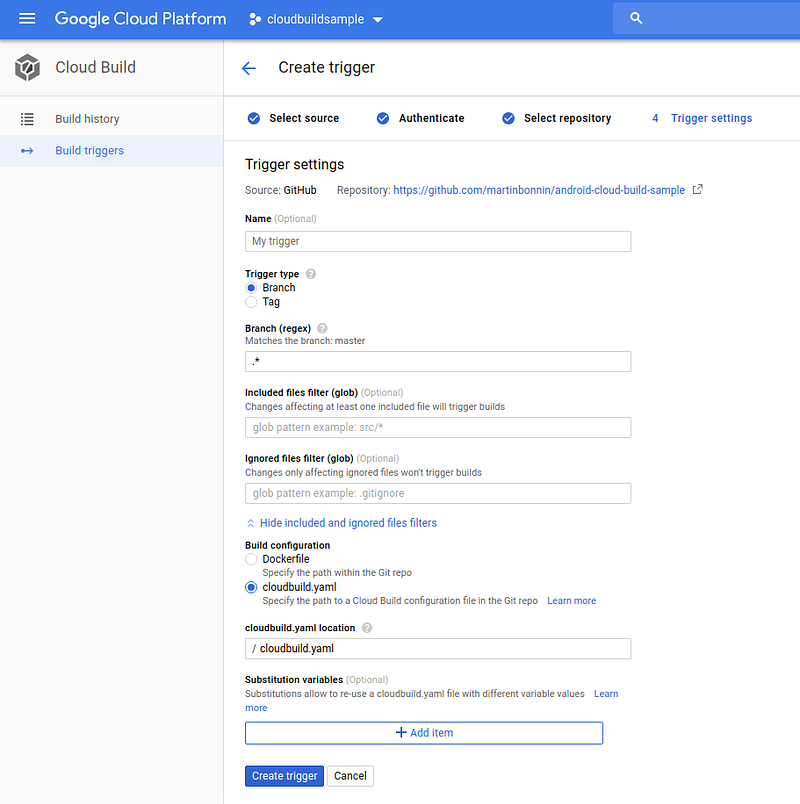 Google Cloud Platform
cloudbuildsample
Cloud Build
Create trigger
Build history
Build triggers
Select source
Authenticate
Select repository
4 Trigger settings
Trigger settings
Source: GitHub Repository: https://github.com/martinbonnin/android-cloud-build-sample
Name (Optional)
My trigger
Trigger type ?
Branch
Tag
Branch (regex) ?
Matches the branch: master
.*
Included files filter (glob) (Optional)
Changes affecting at least one included file will trigger builds
glob pattern example: src/*
Ignored files filter (glob) (Optional)
Changes only affecting ignored files won't trigger builds
glob pattern example: .gitignore
Hide included and ignored files filters
Build configuration
Dockerfile
Specify the path within the Git repo
cloudbuild.yaml
Specify the path to a Cloud Build configuration file in the Git repo Learn more
cloudbuild.yaml location ?
/ cloudbuild.yaml
Substitution variables (Optional)
Substitutions allow to re-use a cloudbuild.yaml file with different variable values Learn
more
+ Add item
Create trigger Cancel